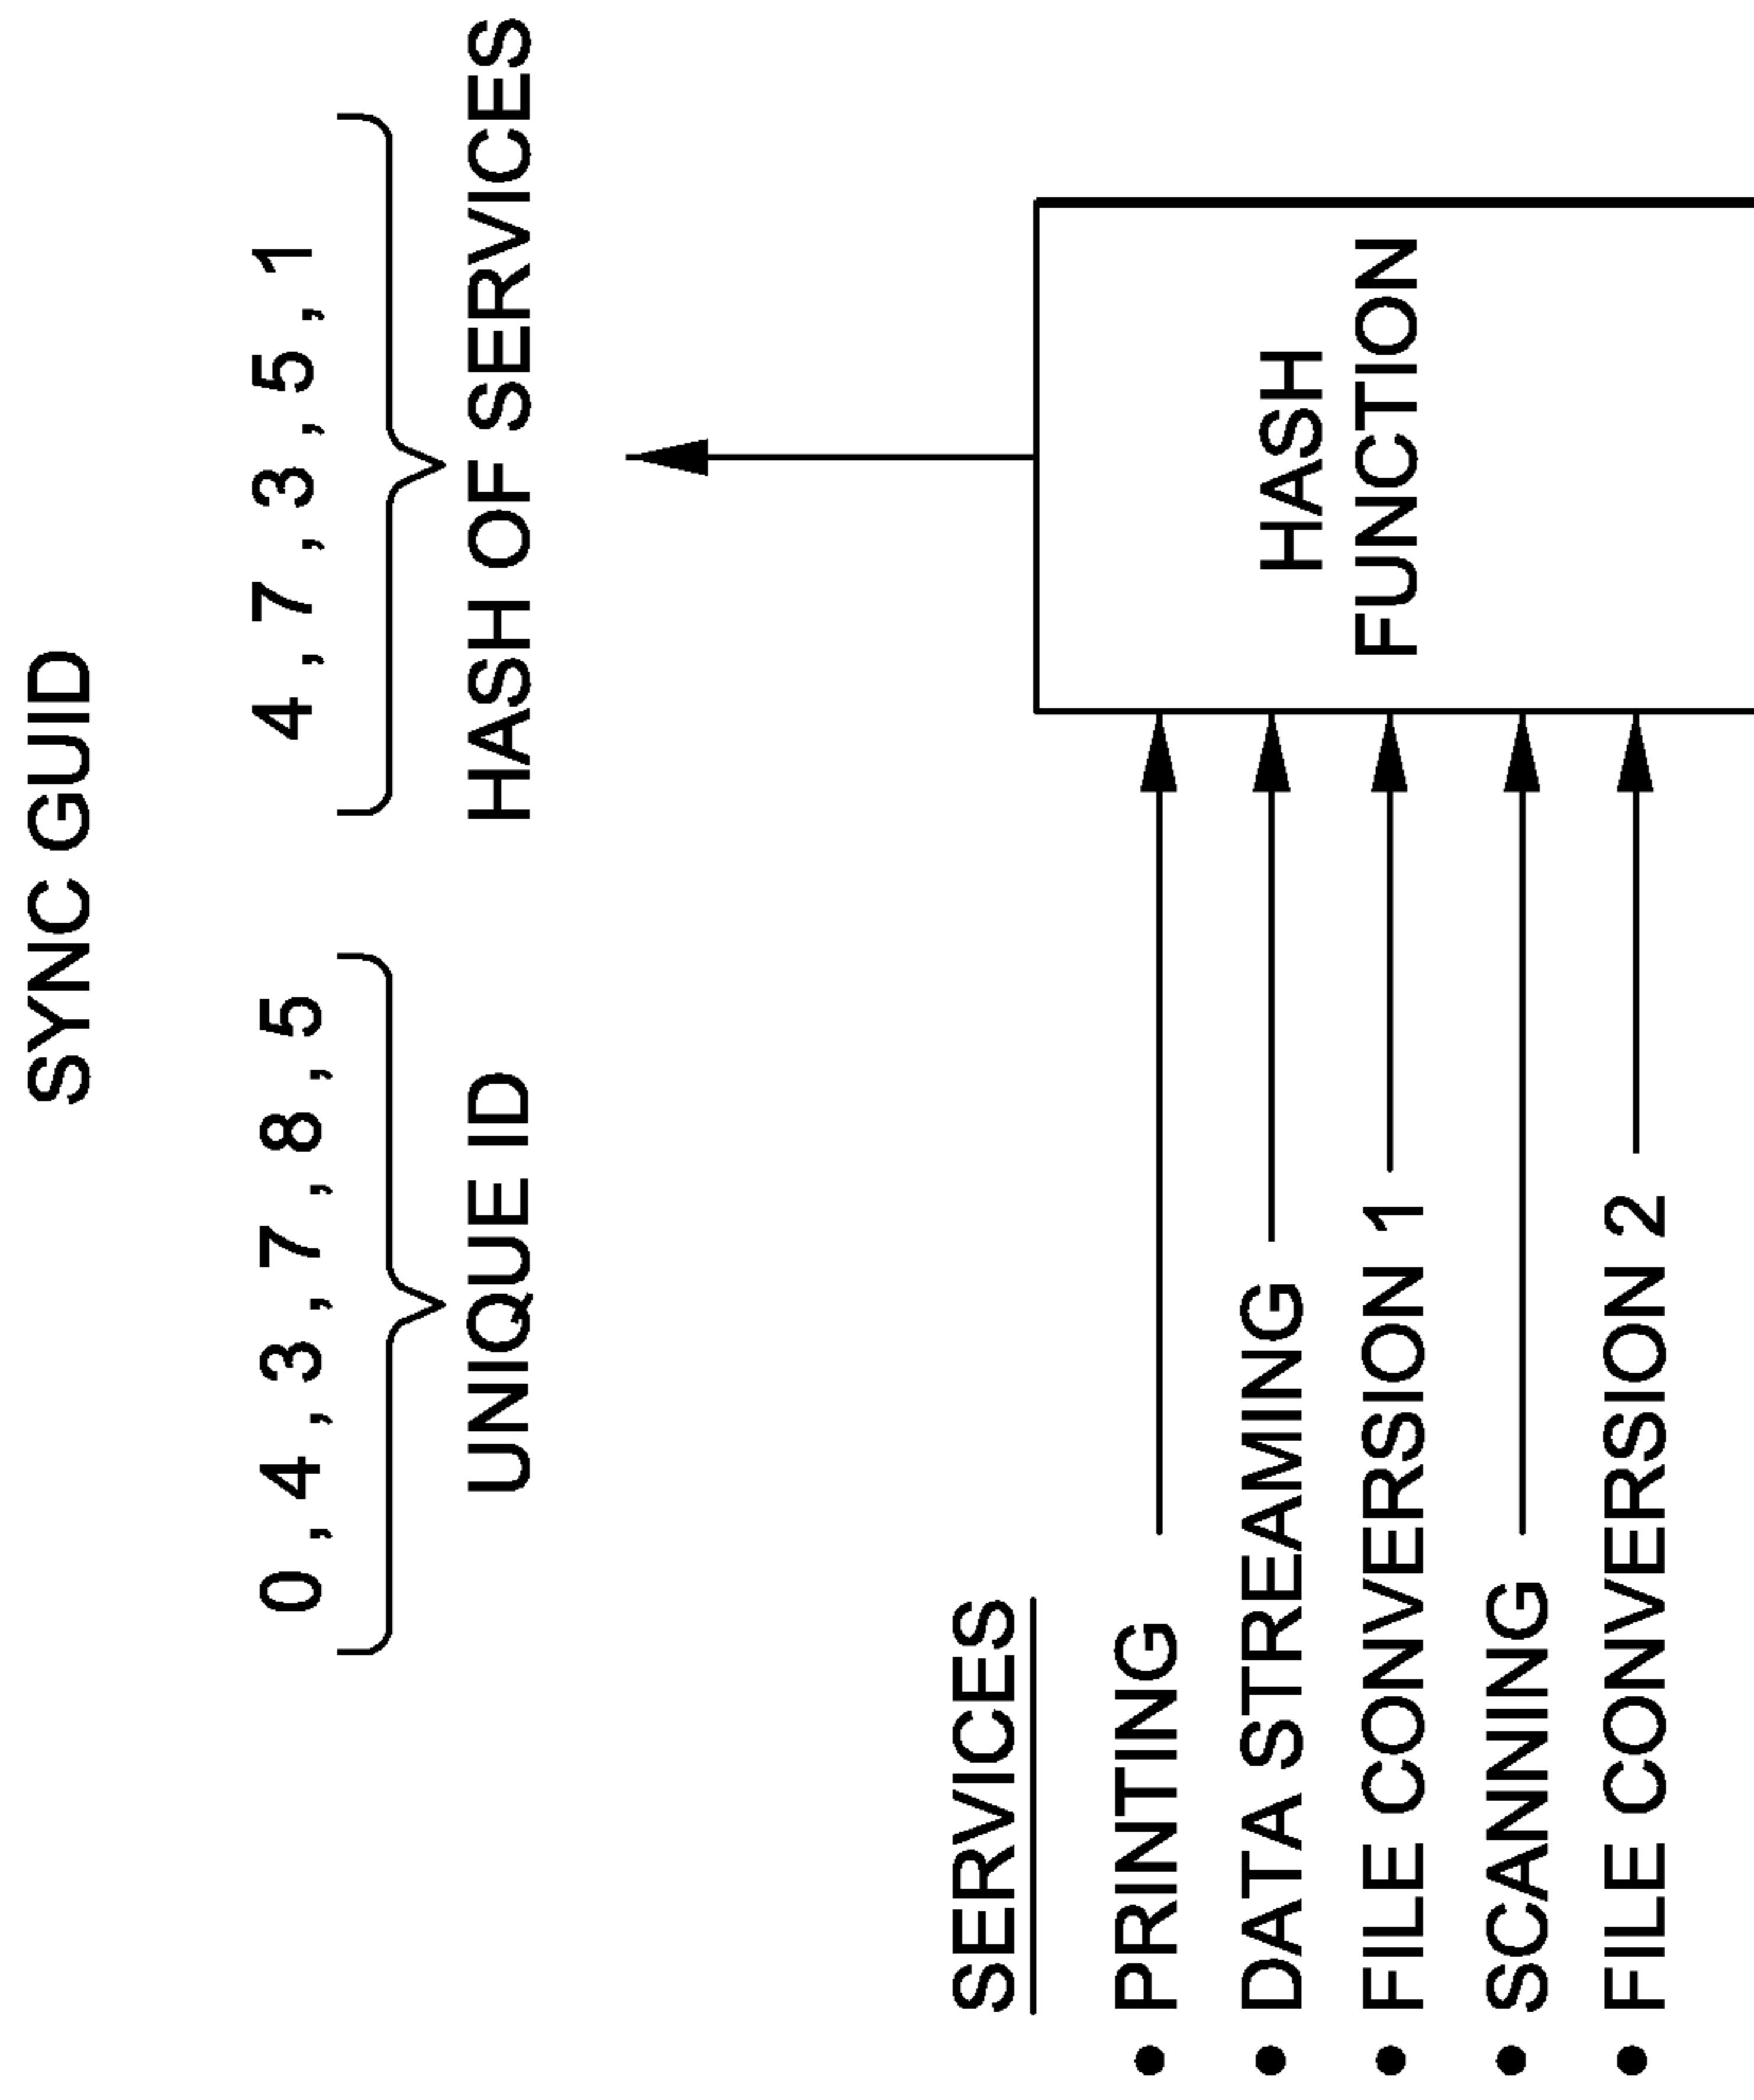 SYNC GUID
0 , 4 , 3 , 7 , 8 , 5
4 , 7 , 3 , 5 , 1
UNIQUE ID
HASH OF SERVICES
SERVICES
• PRINTING
• DATA STREAMING
• FILE CONVERSION 1
• SCANNING
• FILE CONVERSION 2
HASH
FUNCTION